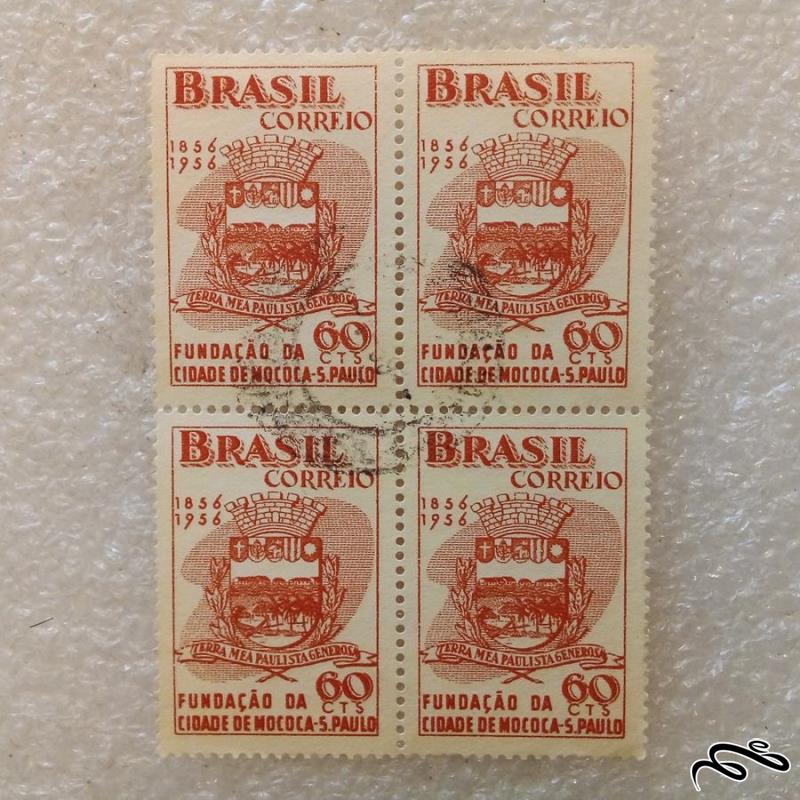 BRASIL
CORREIO
1856
1956
TERRA MEA PAULISTA GENEROSA
60
CTS
FUNDAÇÃO DA
CIDADE DE MOCOCA-S.PAULO
BRASIL
CORREIO
1856
1956
TERRA MEA PAULISTA GENEROSA
60
CTS
FUNDAÇÃO DA
CIDADE DE MOCOCA-S.PAULO
BRASIL
CORREIO
1856
1956
TERRA MEA PAULISTA GENEROSA
60
CTS
FUNDAÇÃO DA
CIDADE DE MOCOCA-S.PAULO
BRASIL
CORREIO
1856
1956
TERRA MEA PAULISTA GENEROSA
60
CTS
FUNDAÇÃO DA
CIDADE DE MOCOCA-S.PAULO